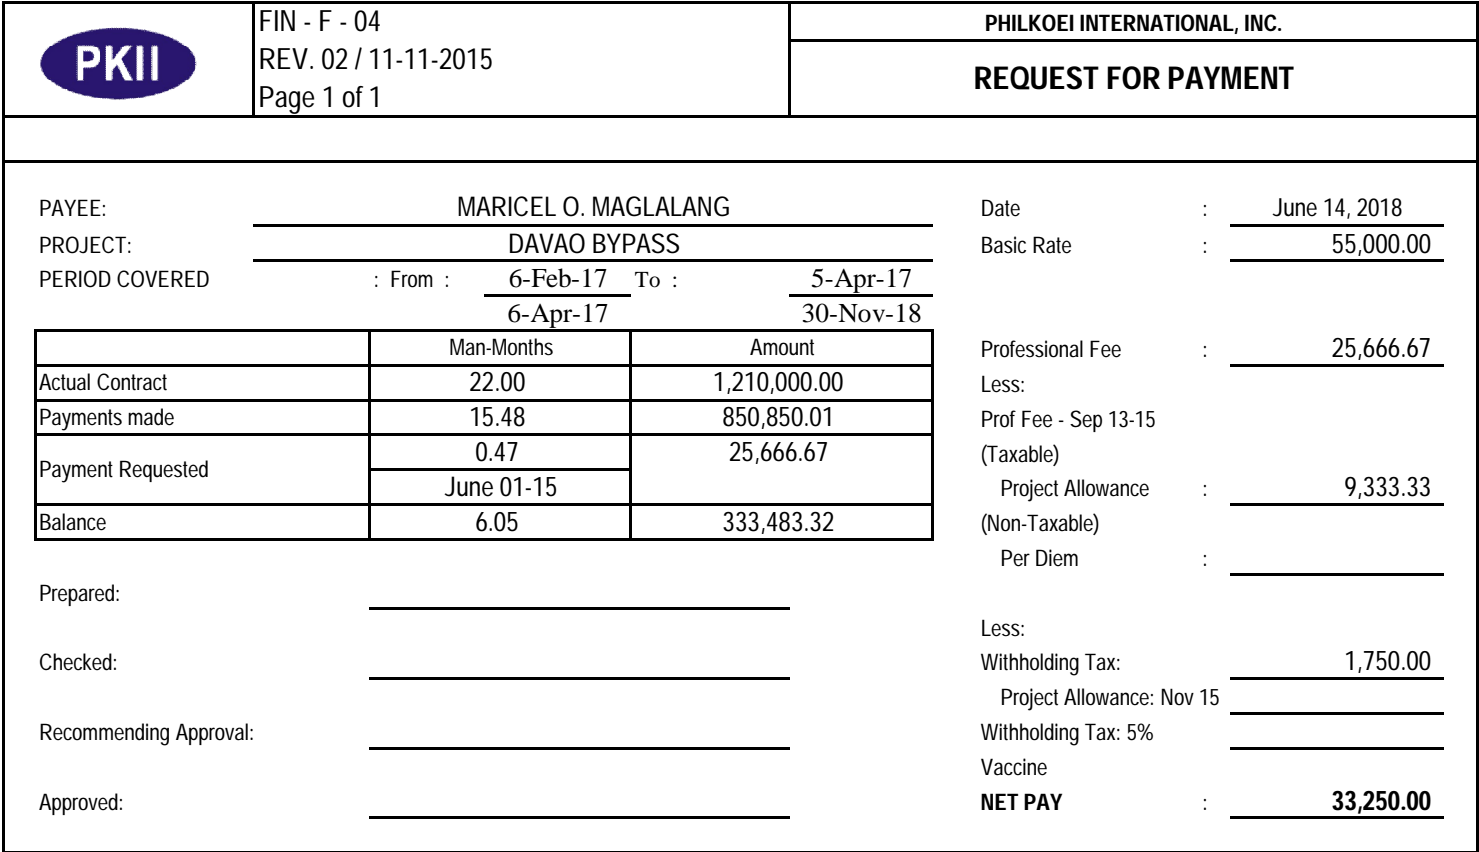 PKII
FIN - F - 04
REV. 02 / 11-11-2015
Page 1 of 1
PHILKOEI INTERNATIONAL, INC.
REQUEST FOR PAYMENT
PAYEE: MARICEL O. MAGLALANG Date : June 14, 2018
PROJECT: DAVAO BYPASS Basic Rate : 55,000.00
PERIOD COVERED : From : 6-Feb-17 To : 5-Apr-17
6-Apr-17 30-Nov-18
Man-Months Amount Professional Fee : 25,666.67
Actual Contract 22.00 1,210,000.00 Less:
Payments made 15.48 850,850.01 Prof Fee - Sep 13-15
Payment Requested 0.47 25,666.67 (Taxable)
June 01-15 Project Allowance : 9,333.33
Balance 6.05 333,483.32 (Non-Taxable)
Per Diem :
Prepared:
Less:
Checked: Withholding Tax: 1,750.00
Project Allowance: Nov 15
Recommending Approval: Withholding Tax: 5%
Vaccine
Approved: NET PAY : 33,250.00